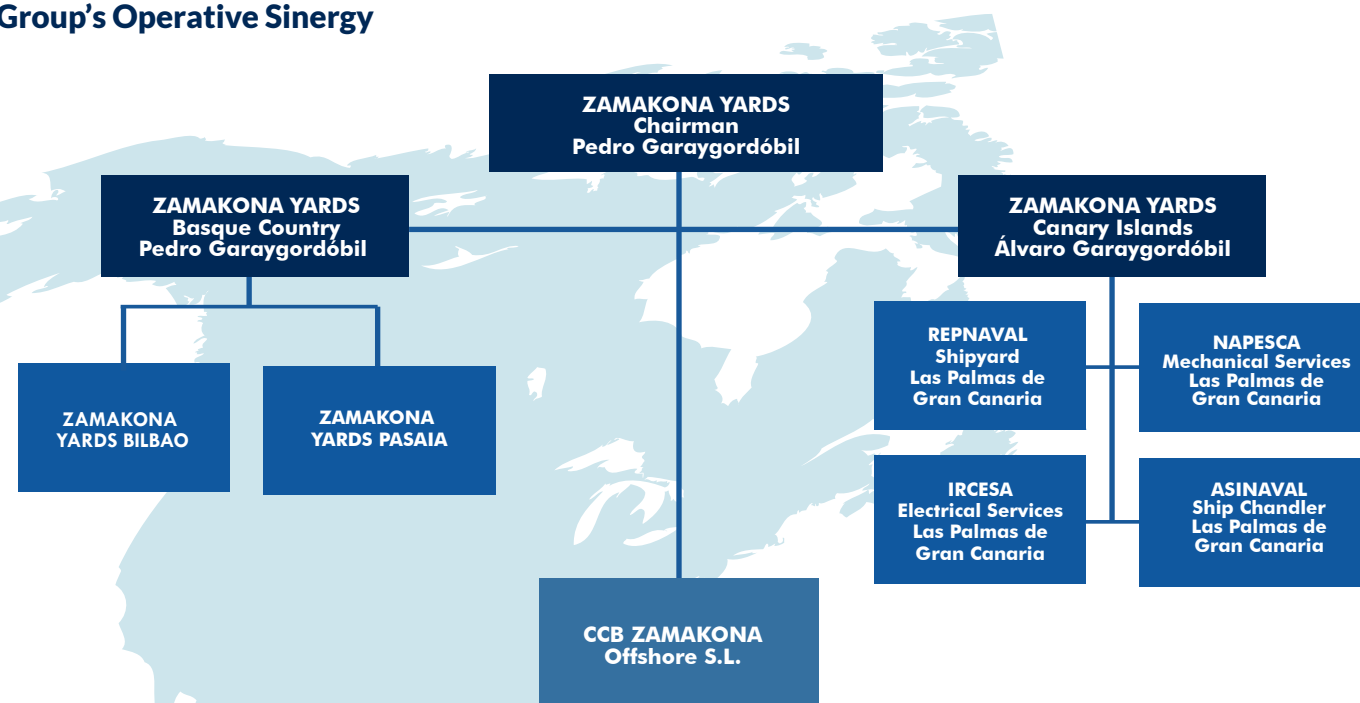 Group's Operative Sinergy
ZAMAKONA YARDS
Chairman
Pedro Garaygordóbil
ZAMAKONA YARDS
Basque Country
Pedro Garaygordóbil
ZAMAKONA YARDS
Canary Islands
Álvaro Garaygordóbil
ZAMAKONA
YARDS BILBAO
ZAMAKONA
YARDS PASAIA
REPNAVAL
Shipyard
Las Palmas de
Gran Canaria
NAPESCA
Mechanical Services
Las Palmas de
Gran Canaria
IRCESA
Electrical Services
Las Palmas de
Gran Canaria
ASINAVAL
Ship Chandler
Las Palmas de
Gran Canaria
CCB ZAMAKONA
Offshore S.L.